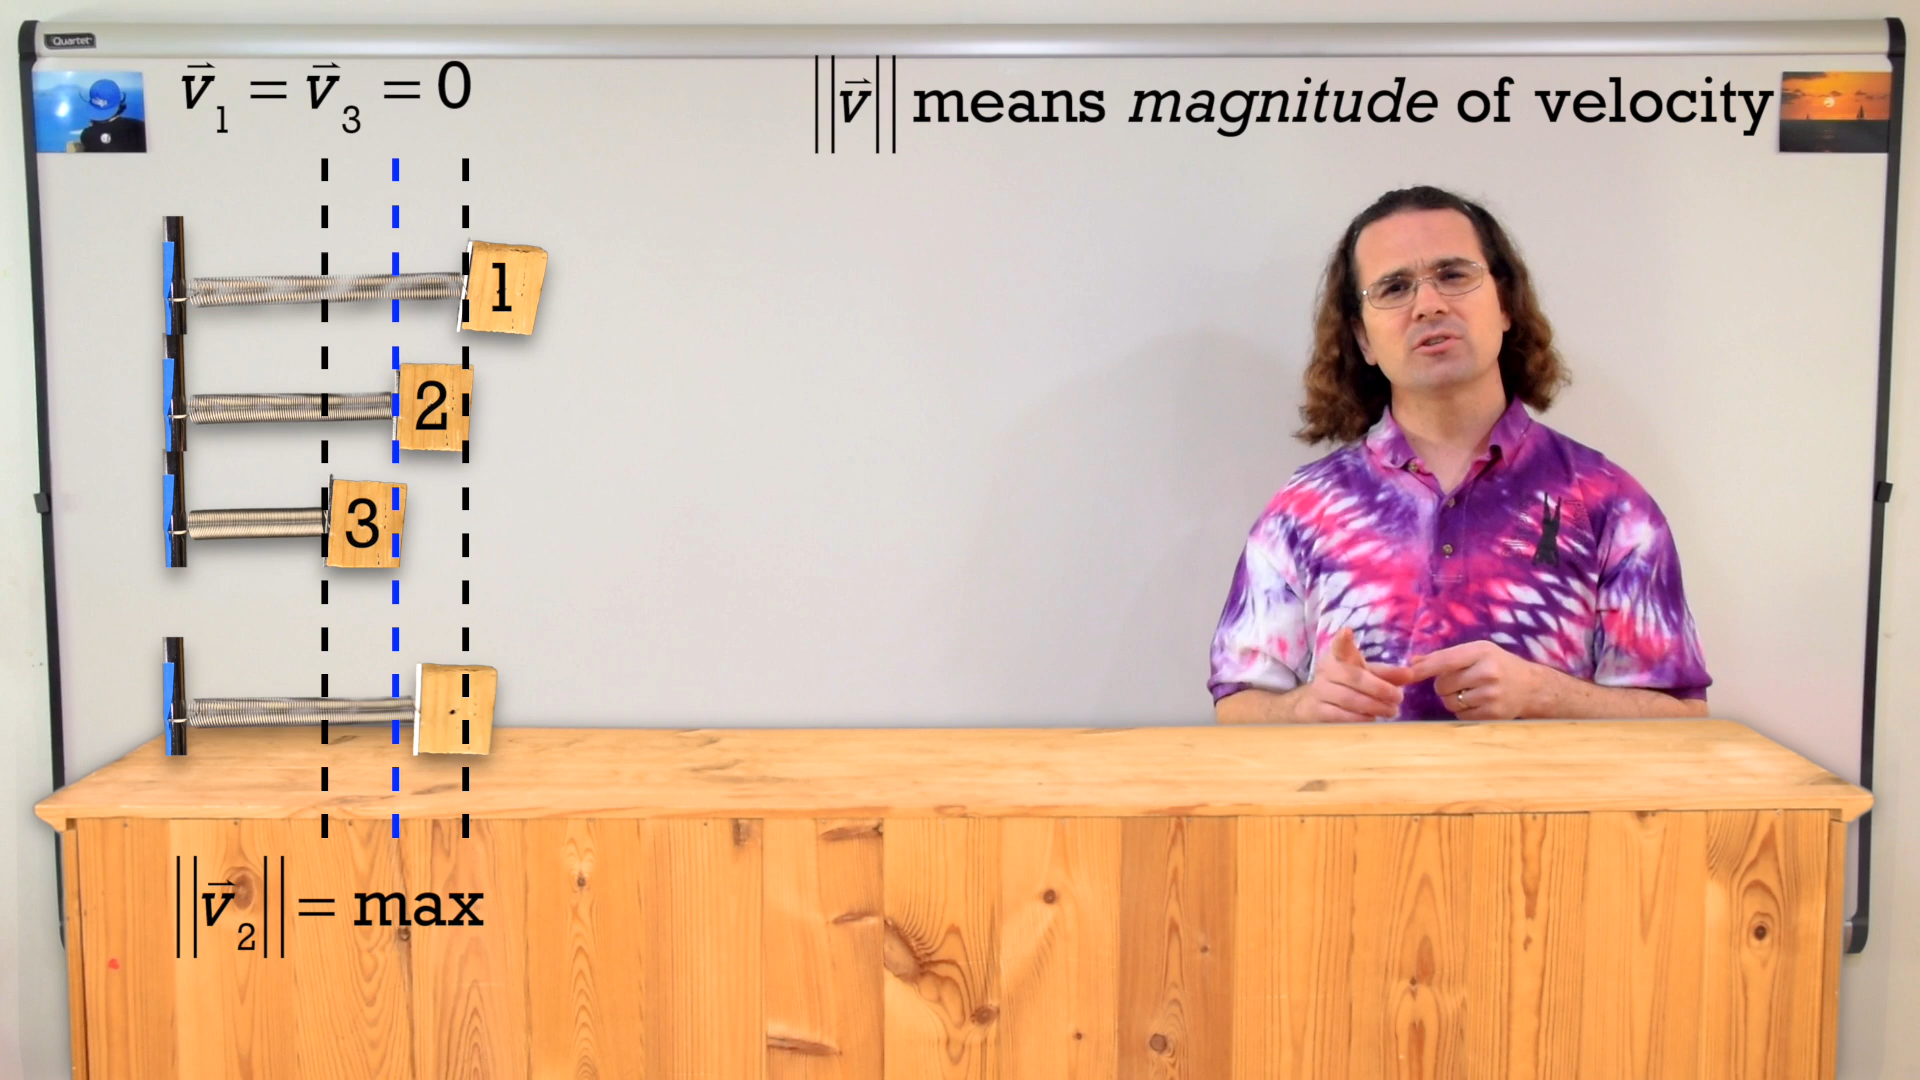 Quartet
v⃗₁ = v⃗₃ = 0
||v⃗|| means magnitude of velocity
1
2
3
||v⃗₂|| = max